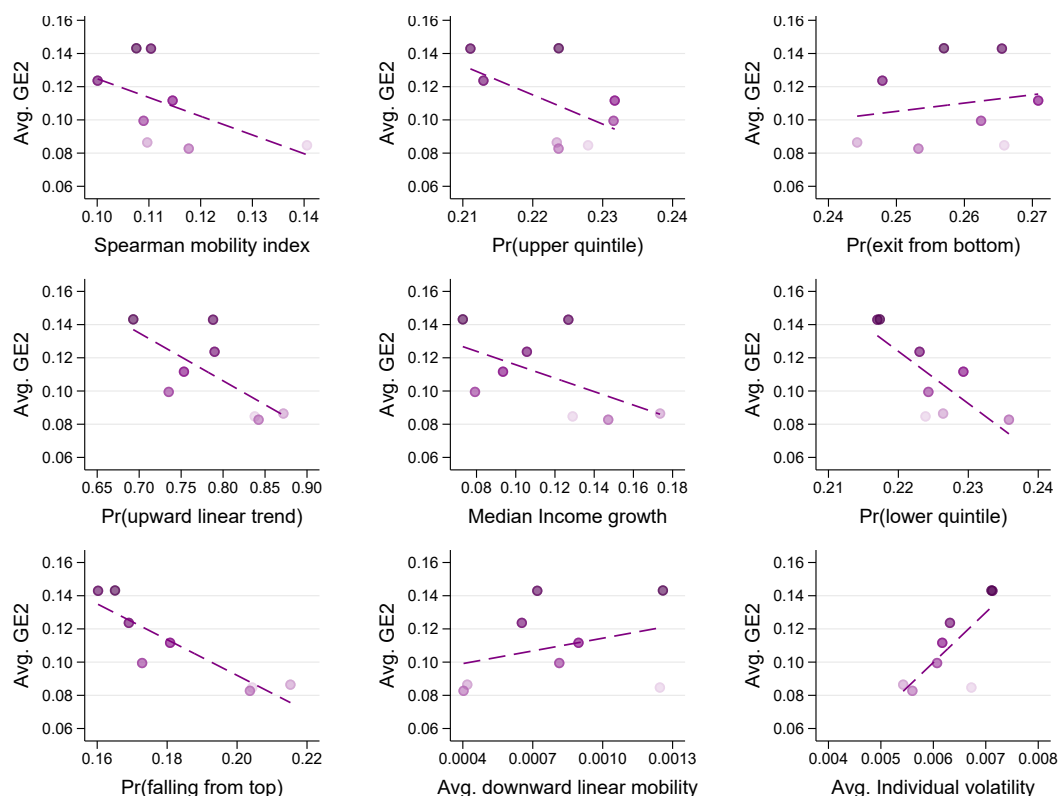 0.16
0.14
0.12
0.10
0.08
0.06
Avg. GE2
0.10 0.11 0.12 0.13 0.14
Spearman mobility index
0.16
0.14
0.12
0.10
0.08
0.06
Avg. GE2
0.21 0.22 0.23 0.24
Pr(upper quintile)
0.16
0.14
0.12
0.10
0.08
0.06
Avg. GE2
0.24 0.25 0.26 0.27
Pr(exit from bottom)
0.16
0.14
0.12
0.10
0.08
0.06
Avg. GE2
0.65 0.70 0.75 0.80 0.85 0.90
Pr(upward linear trend)
0.16
0.14
0.12
0.10
0.08
0.06
Avg. GE2
0.08 0.10 0.12 0.14 0.16 0.18
Median Income growth
0.16
0.14
0.12
0.10
0.08
0.06
Avg. GE2
0.21 0.22 0.23 0.24
Pr(lower quintile)
0.16
0.14
0.12
0.10
0.08
0.06
Avg. GE2
0.16 0.18 0.20 0.22
Pr(falling from top)
0.16
0.14
0.12
0.10
0.08
0.06
Avg. GE2
0.0004 0.0007 0.0010 0.0013
Avg. downward linear mobility
0.16
0.14
0.12
0.10
0.08
0.06
Avg. GE2
0.004 0.005 0.006 0.007 0.008
Avg. Individual volatility